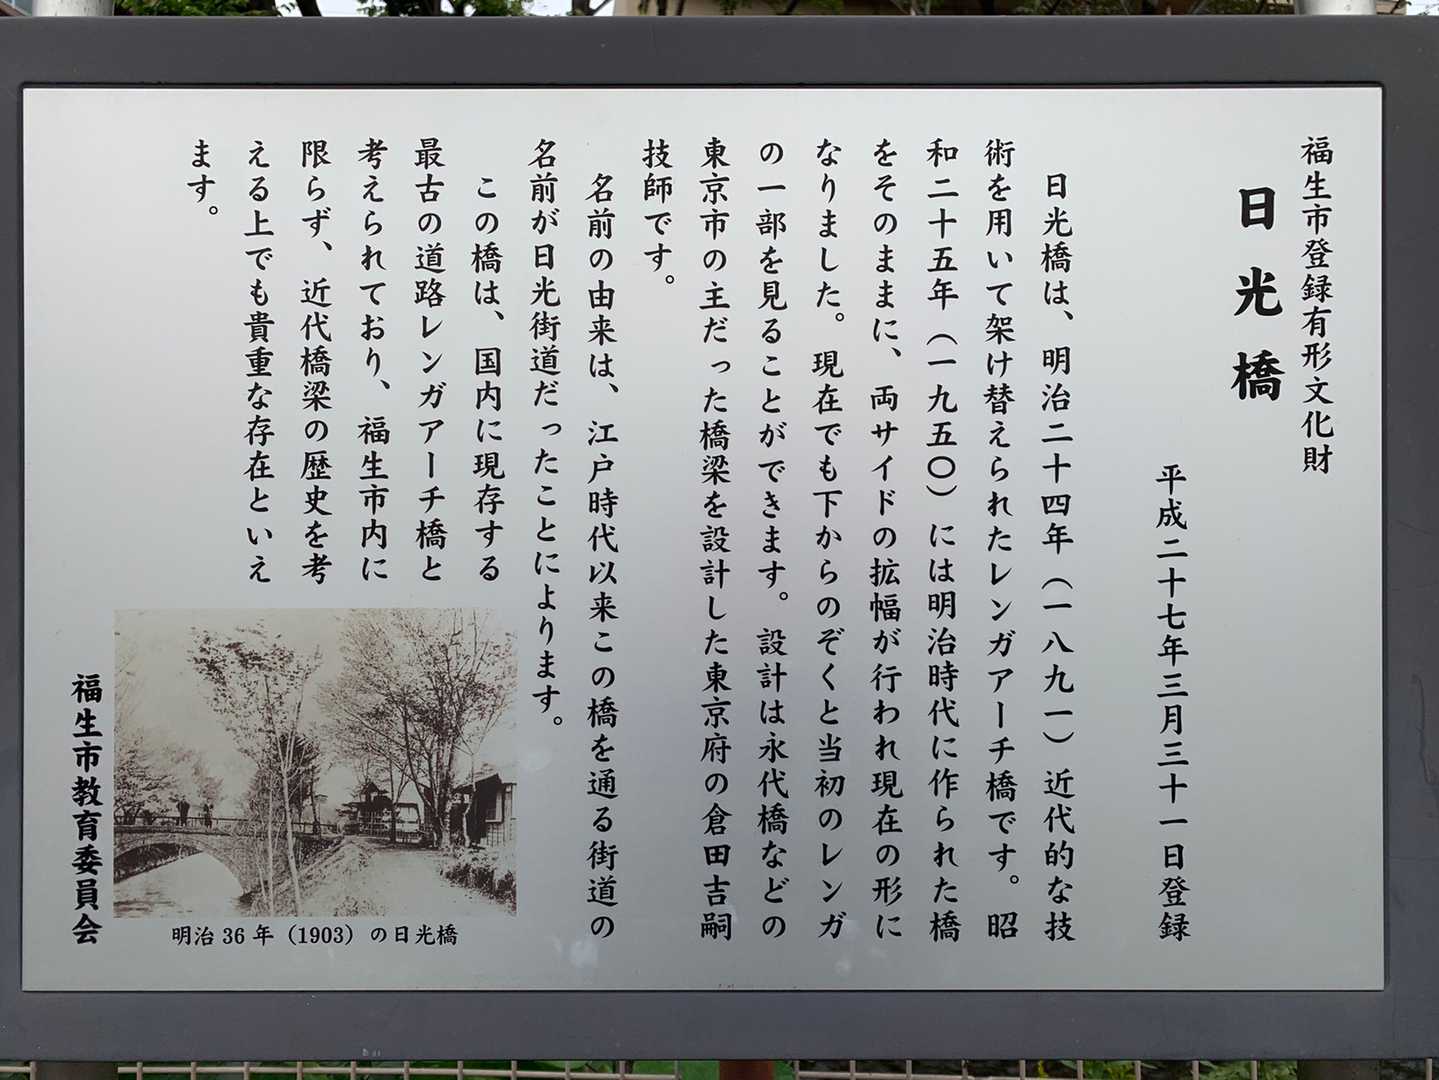 福生市登録有形文化財
日光橋
平成二十七年三月三十一日登録
日光橋は、明治二十四年（一八九一）近代的な技
術を用いて架け替えられたレンガアーチ橋です。昭
和二十五年（一九五〇）には明治時代に作られた橋
をそのままに、両サイドの拡幅が行われ現在の形に
なりました。現在でも下からのぞくと当初のレンガ
の一部を見ることができます。設計は永代橋などの
東京市の主だった橋梁を設計した東京府の倉田吉嗣
技師です。
名前の由来は、江戸時代以来この橋を通る街道の
名前が日光街道だったことによります。
この橋は、国内に現存する
最古の道路レンガアーチ橋と
考えられており、福生市内に
限らず、近代橋梁の歴史を考
える上でも貴重な存在といえ
ます。
明治36年（1903）の日光橋
福生市教育委員会